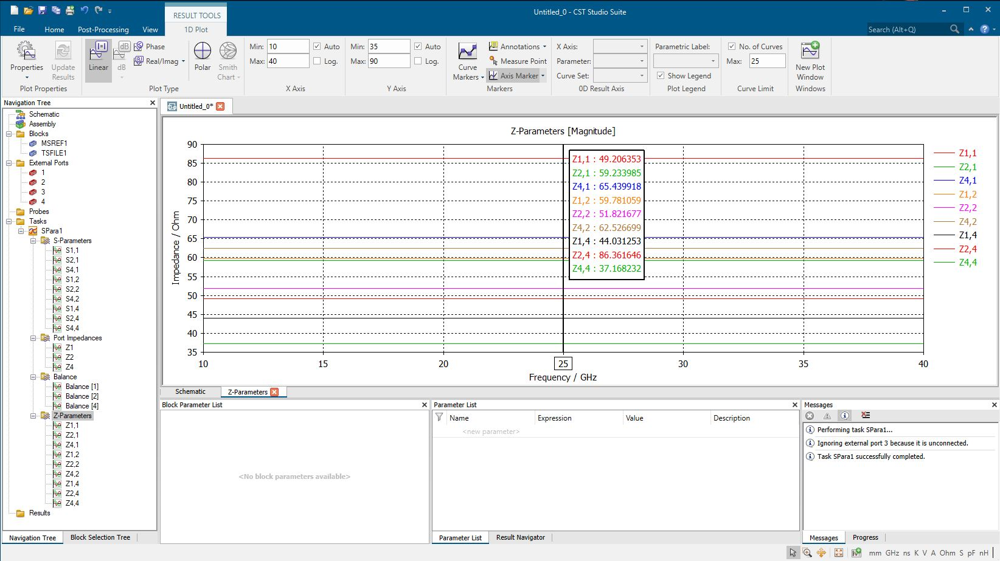 Untitled_0 - CST Studio Suite
RESULT TOOLS
File
Home
Post-Processing
View
1D Plot
Search (Alt+Q)
Properties
Update
Results
Plot Properties
Linear
dB
Phase
Real/Imag
Polar
Smith
Chart
Plot Type
Min: 10
Auto
Max: 40
Log.
X Axis
Min: 35
Auto
Max: 90
Log.
Y Axis
Curve
Markers
Annotations
Measure Point
Axis Marker
Markers
X Axis:
Parameter:
Curve Set:
0D Result Axis
Parametric Label:
Show Legend
Plot Legend
No. of Curves
Max: 25
Curve Limit
New Plot
Window
Windows
Navigation Tree
Schematic
Assembly
Blocks
MSREF1
TSFILE1
External Ports
1
2
3
4
Probes
Tasks
SPara1
S-Parameters
S1,1
S2,1
S4,1
S1,2
S2,2
S4,2
S1,4
S2,4
S4,4
Port Impedances
Z1
Z2
Z4
Balance
Balance [1]
Balance [2]
Balance [4]
Z-Parameters
Z1,1
Z2,1
Z4,1
Z1,2
Z2,2
Z4,2
Z1,4
Z2,4
Z4,4
Results
Navigation Tree
Block Selection Tree
Untitled_0*
Z-Parameters [Magnitude]
Impedance / Ohm
90
85
80
75
70
65
60
55
50
45
40
35
10
15
20
25
30
35
40
Frequency / GHz
Z1,1 : 49.206353
Z2,1 : 59.233985
Z4,1 : 65.439918
Z1,2 : 59.781059
Z2,2 : 51.821677
Z4,2 : 62.526699
Z1,4 : 44.031253
Z2,4 : 86.361646
Z4,4 : 37.168232
Z1,1
Z2,1
Z4,1
Z1,2
Z2,2
Z4,2
Z1,4
Z2,4
Z4,4
Schematic
Z-Parameters
Block Parameter List
<No block parameters available>
Parameter List
Name
Expression
Value
Description
<new parameter>
Parameter List
Result Navigator
Messages
Performing task SPara1...
Ignoring external port 3 because it is unconnected.
Task SPara1 successfully completed.
Messages
Progress
mm GHz ns K V A Ohm S pF nH